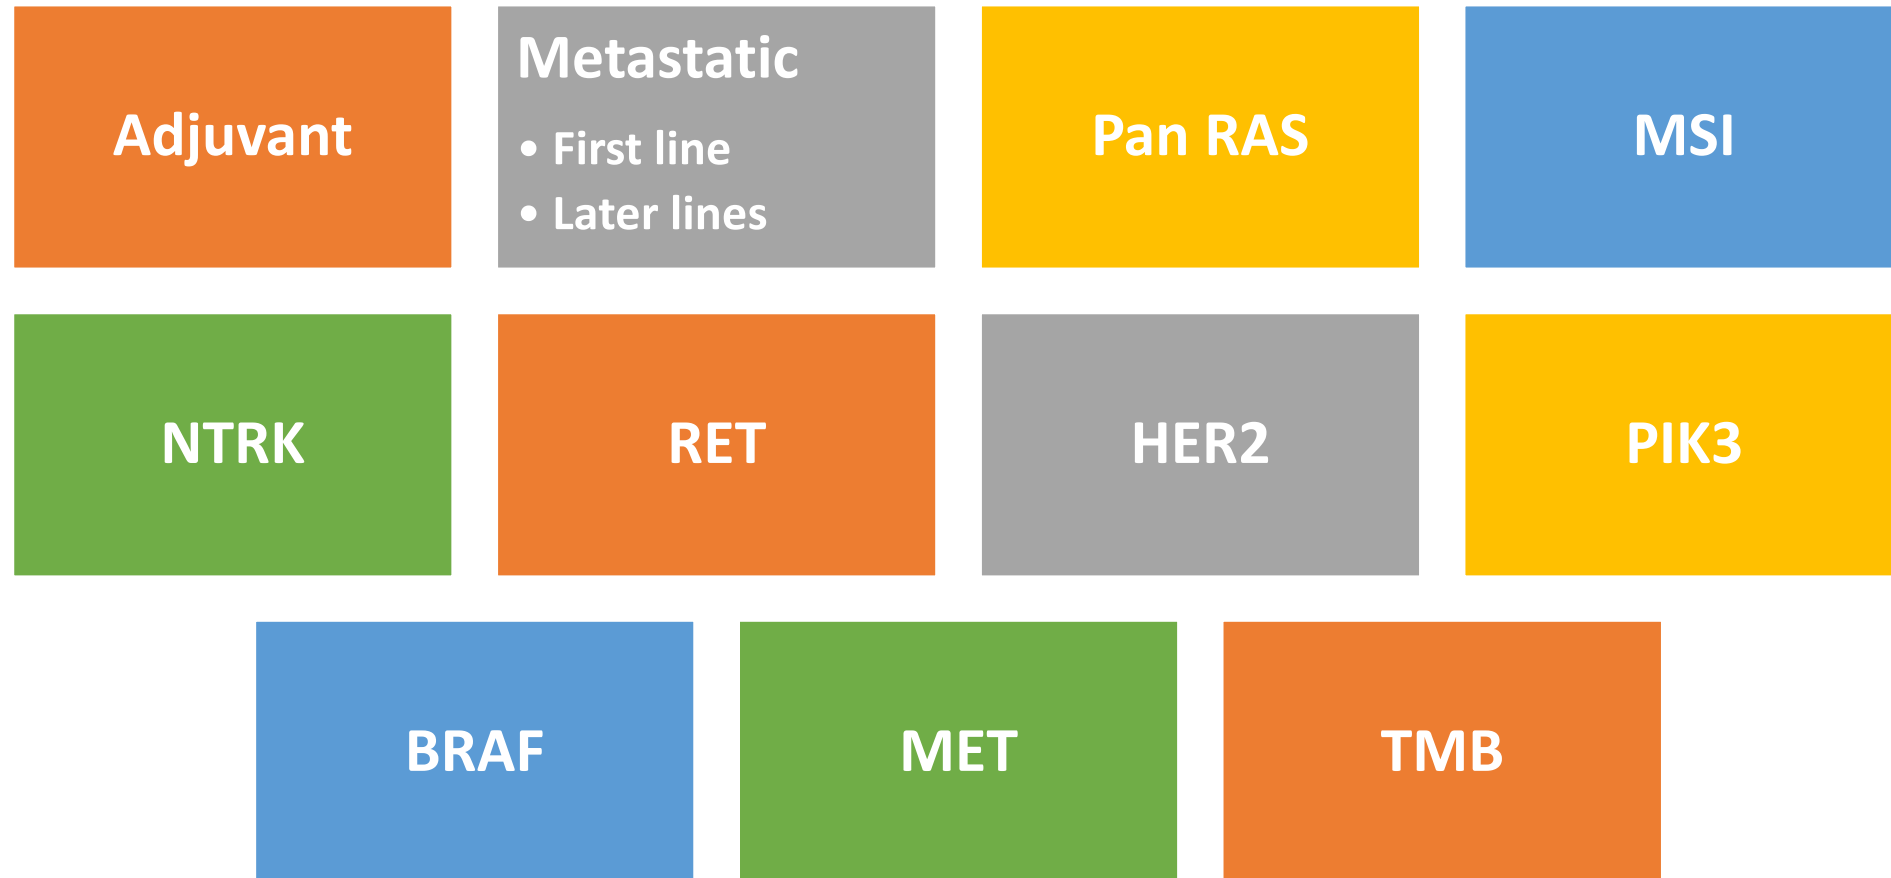 Adjuvant
Metastatic
• First line
• Later lines
Pan RAS
MSI
NTRK
RET
HER2
PIK3
BRAF
MET
TMB